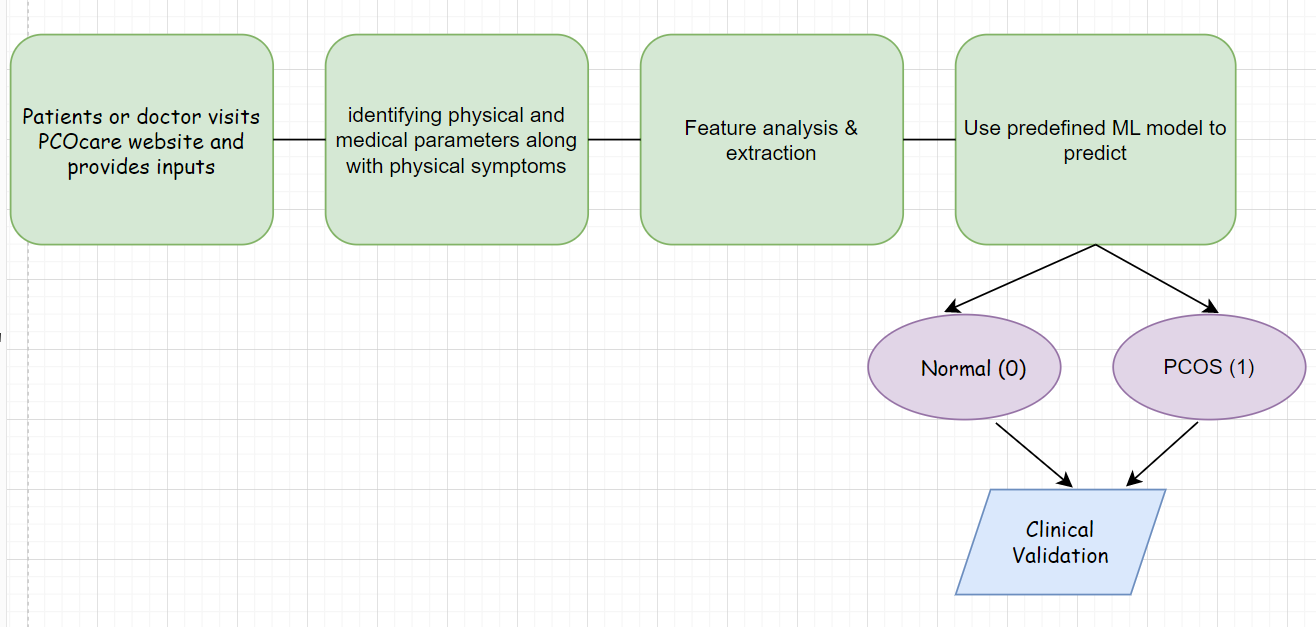 Patients or doctor visits
PCOcare website and
provides inputs
identifying physical and
medical parameters along
with physical symptoms
Feature analysis &
extraction
Use predefined ML model to
predict
Normal (0)
PCOS (1)
Clinical
Validation